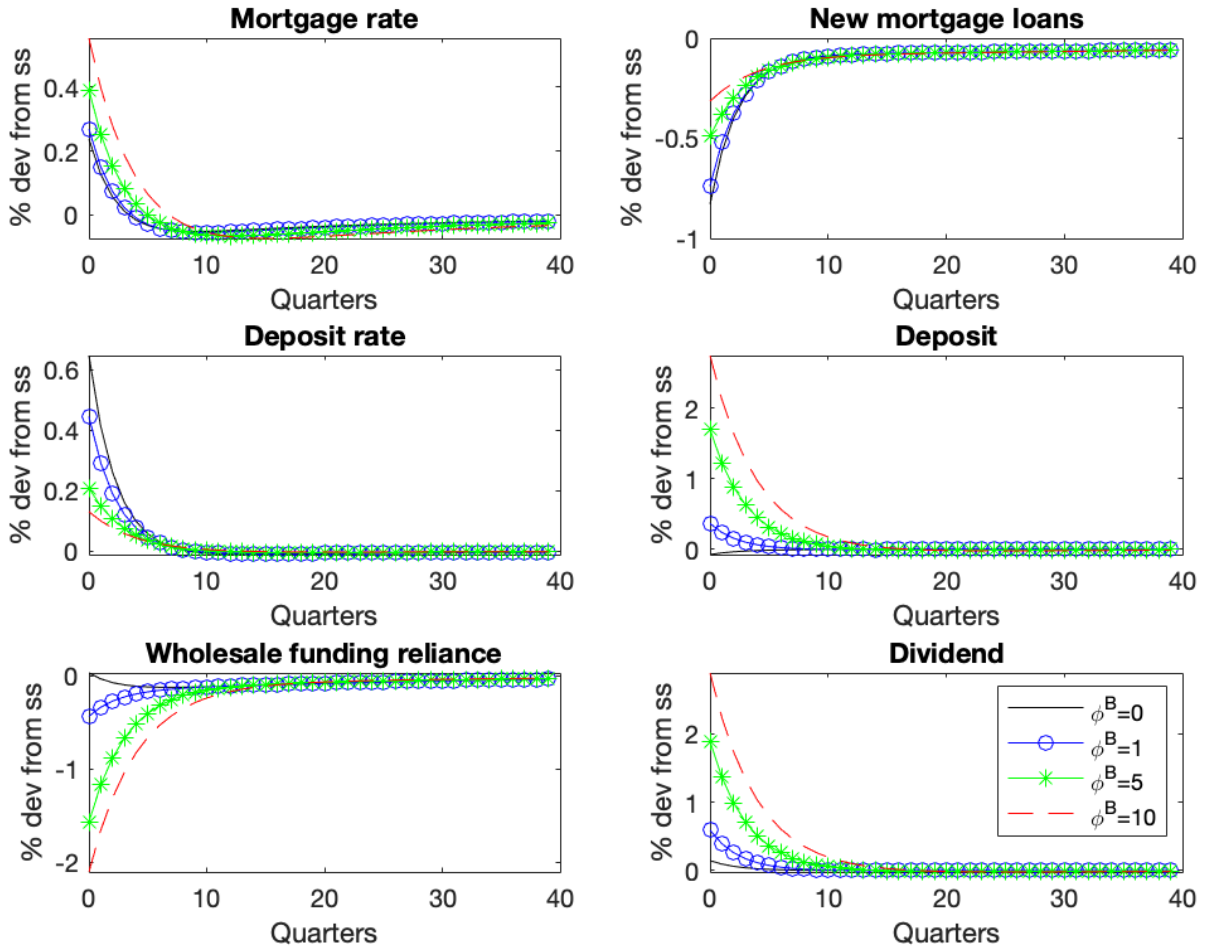 Mortgage rate
% dev from ss
0.4
0.2
0
0 10 20 30 40
Quarters
New mortgage loans
% dev from ss
0
-0.5
-1
0 10 20 30 40
Quarters
Deposit rate
% dev from ss
0.6
0.4
0.2
0
0 10 20 30 40
Quarters
Deposit
% dev from ss
2
1
0
0 10 20 30 40
Quarters
Wholesale funding reliance
% dev from ss
0
-1
-2
0 10 20 30 40
Quarters
Dividend
% dev from ss
2
1
0
0 10 20 30 40
Quarters
ϕᴮ=0
ϕᴮ=1
ϕᴮ=5
ϕᴮ=10